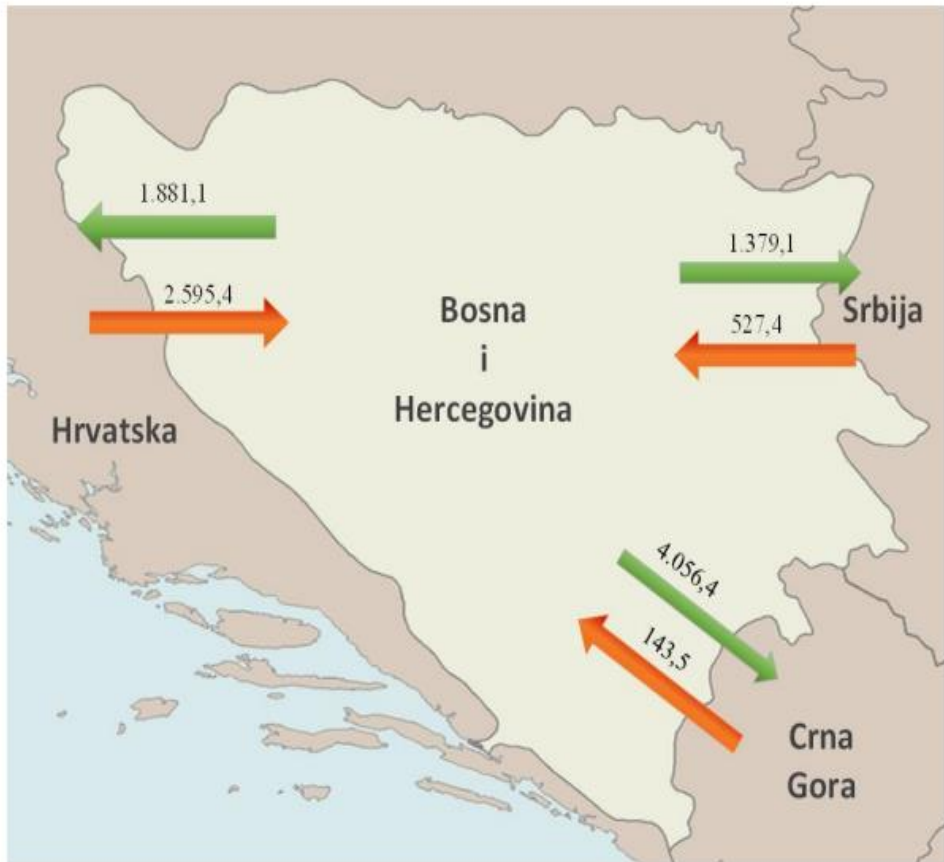 1.881,1
1.379,1
2.595,4
527,4
Bosna
i
Hercegovina
Srbija
Hrvatska
4.056,4
143,5
Crna
Gora